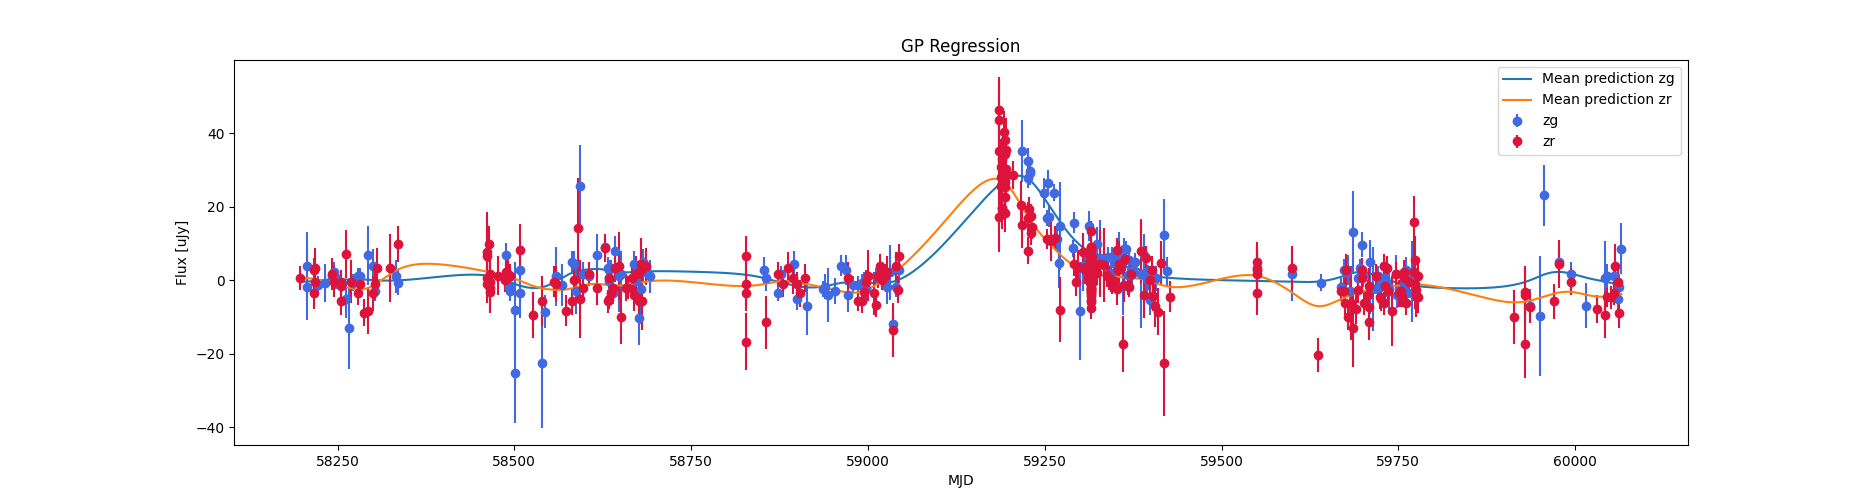 GP Regression
Flux [uJy]
40
20
0
−20
−40
Mean prediction zg
Mean prediction zr
zg
zr
58250 58500 58750 59000 59250 59500 59750 60000
MJD